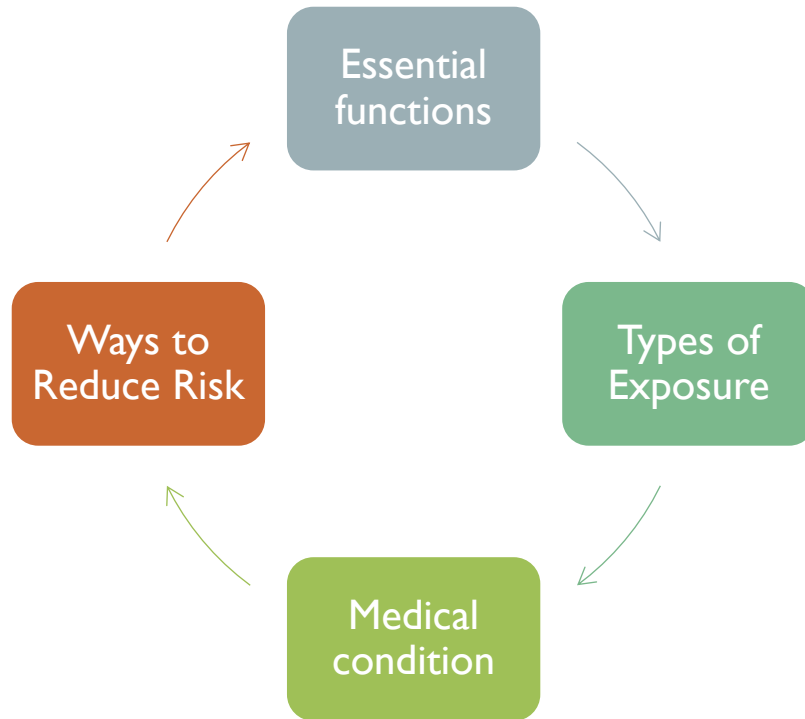 Essential
functions
Types of
Exposure
Medical
condition
Ways to
Reduce Risk